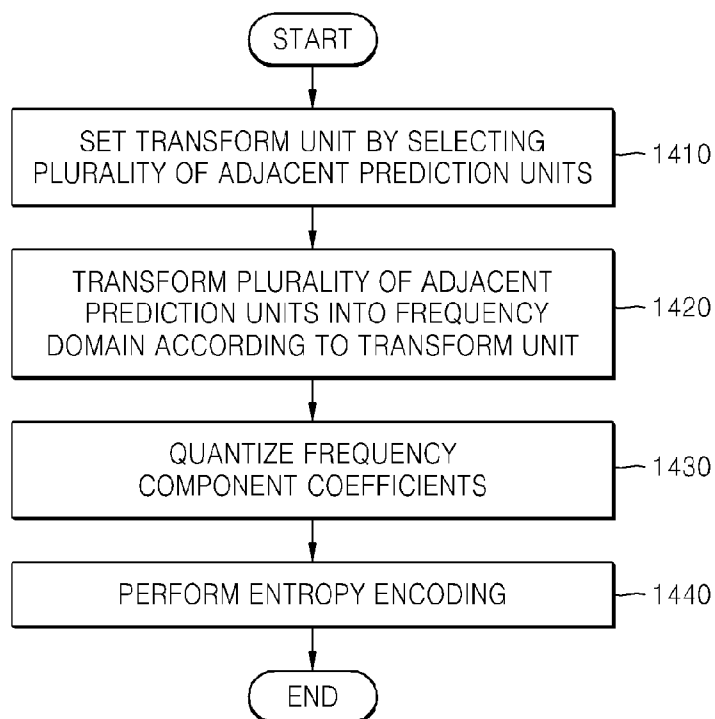 START
SET TRANSFORM UNIT BY SELECTING
PLURALITY OF ADJACENT PREDICTION UNITS
1410
TRANSFORM PLURALITY OF ADJACENT
PREDICTION UNITS INTO FREQUENCY
DOMAIN ACCORDING TO TRANSFORM UNIT
1420
QUANTIZE FREQUENCY
COMPONENT COEFFICIENTS
1430
PERFORM ENTROPY ENCODING
1440
END